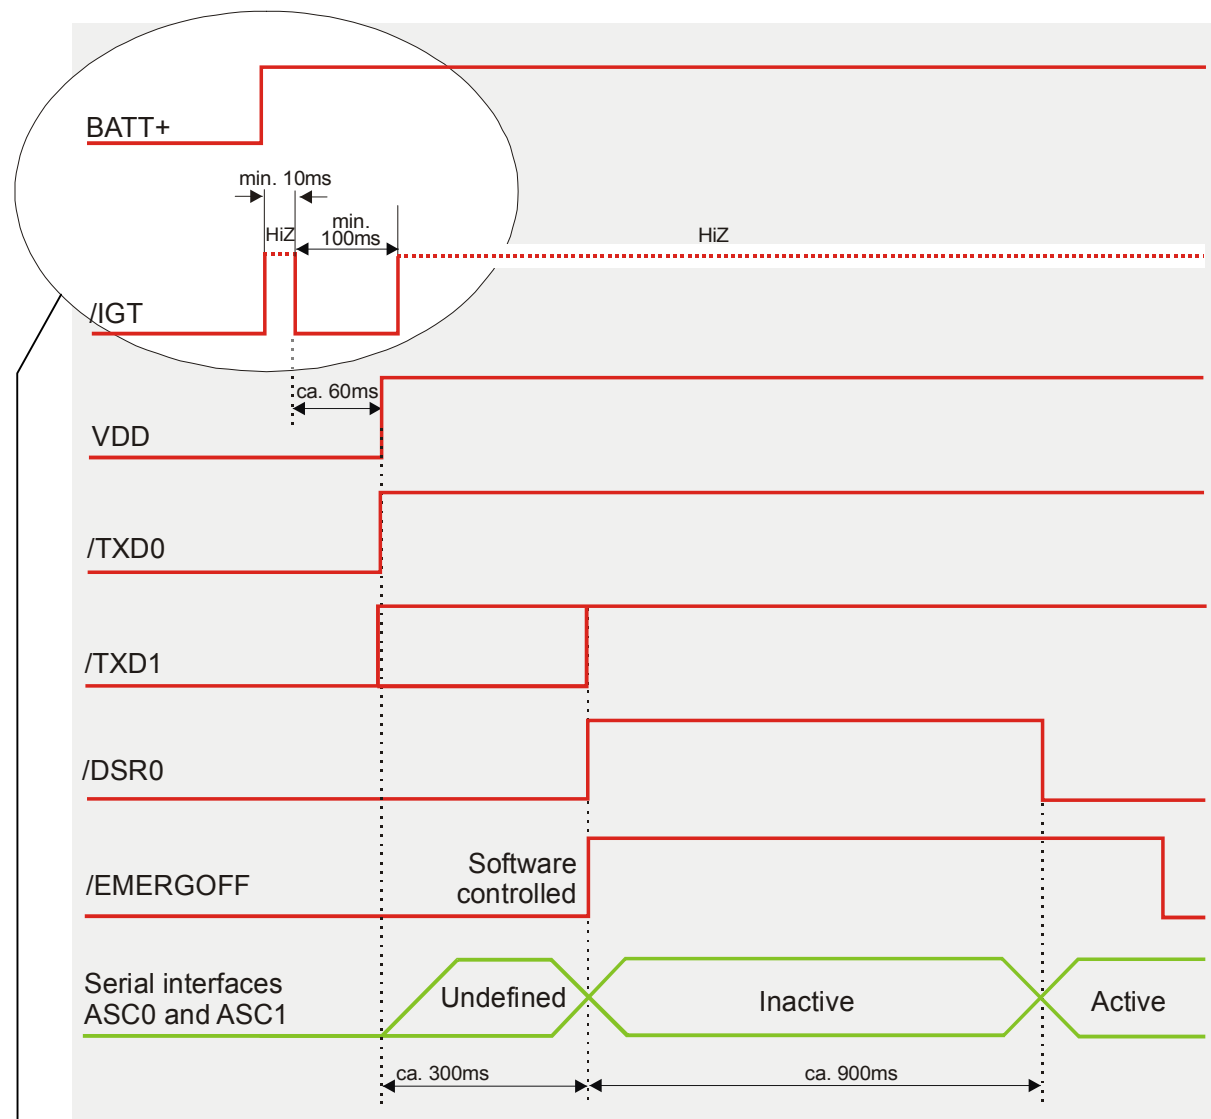 BATT+
min. 10ms
HiZ
min.
100ms
HiZ
/IGT
ca. 60ms
VDD
/TXD0
/TXD1
/DSR0
Software
controlled
/EMERGOFF
Serial interfaces
ASC0 and ASC1
Undefined
Inactive
Active
ca. 300ms
ca. 900ms